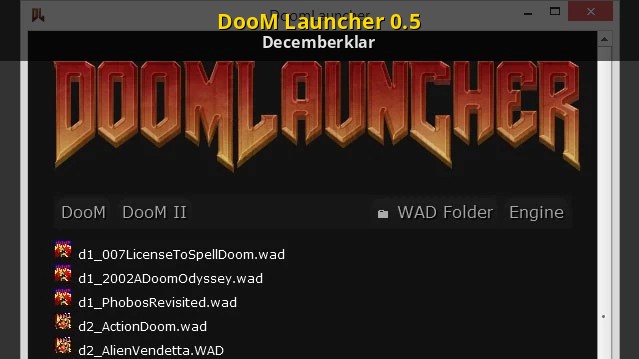 DL
DoomLauncher
DooM Launcher 0.5
Decemberklar
DOOMLAUNCHER
DooM DooM II WAD Folder Engine
d1_007LicenseToSpellDoom.wad
d1_2002ADoomOdyssey.wad
d1_PhobosRevisited.wad
d2_ActionDoom.wad
d2_AlienVendetta.WAD